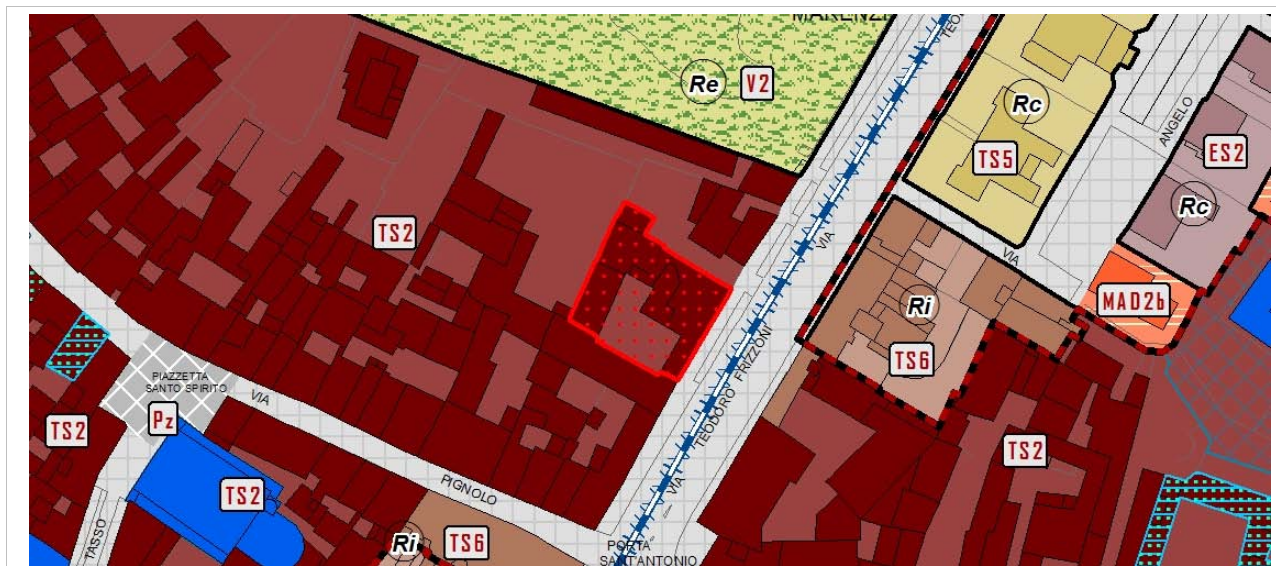 MARENZI
TEO
Re
V2
Rc
TS5
ANGELO
ES2
Rc
TS2
VIA
VIA
Ri
MAD2b
TS6
PIAZZETTA
SANTO SPIRITO
VIA
VIA TEODORO FRIZZONI
Pz
TS2
TS2
TS2
PIGNOLO
TASSO
Ri
TS6
PORTA
SANT'ANTONIO